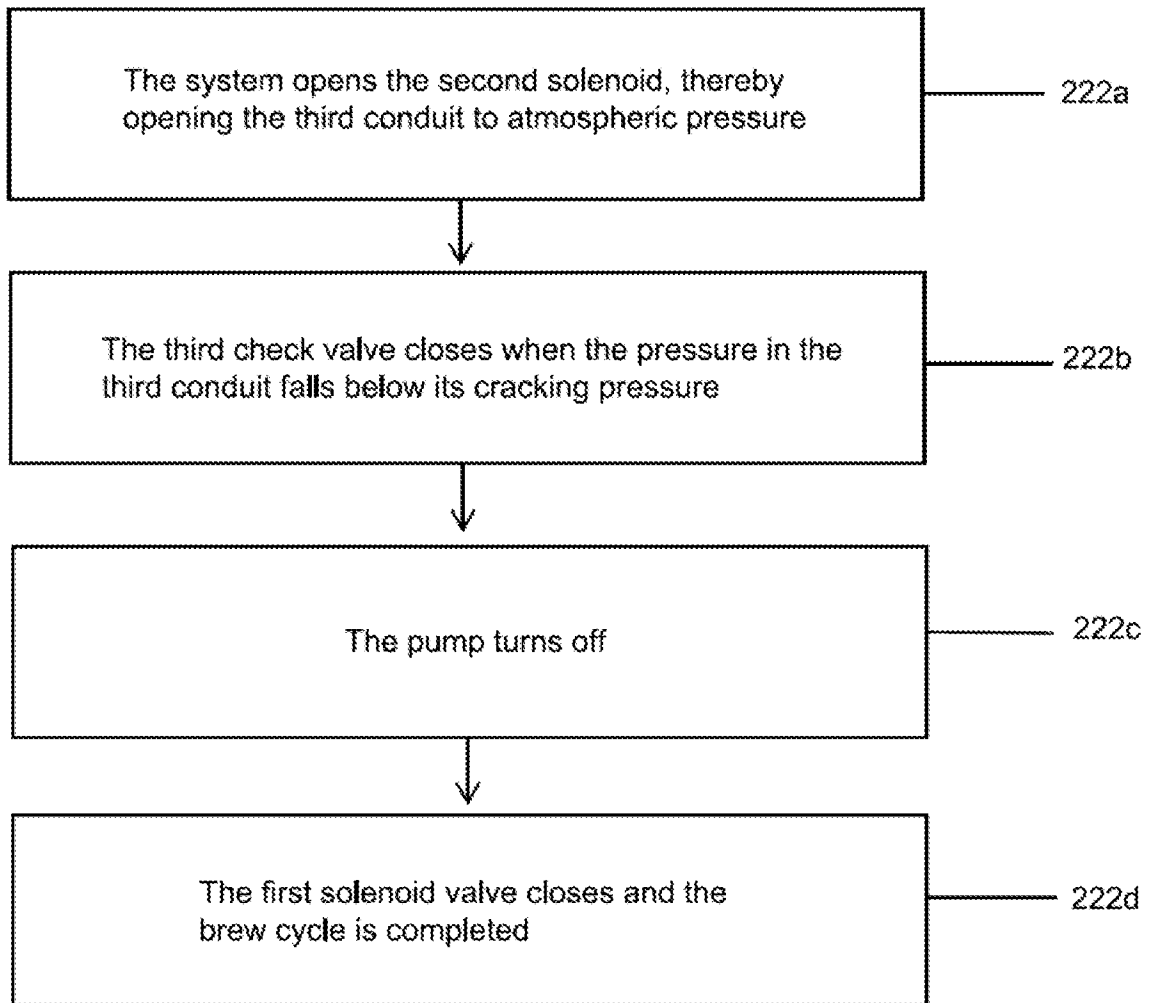 The system opens the second solenoid, thereby
opening the third conduit to atmospheric pressure
222a
The third check valve closes when the pressure in the
third conduit falls below its cracking pressure
222b
The pump turns off
222c
The first solenoid valve closes and the
brew cycle is completed
222d